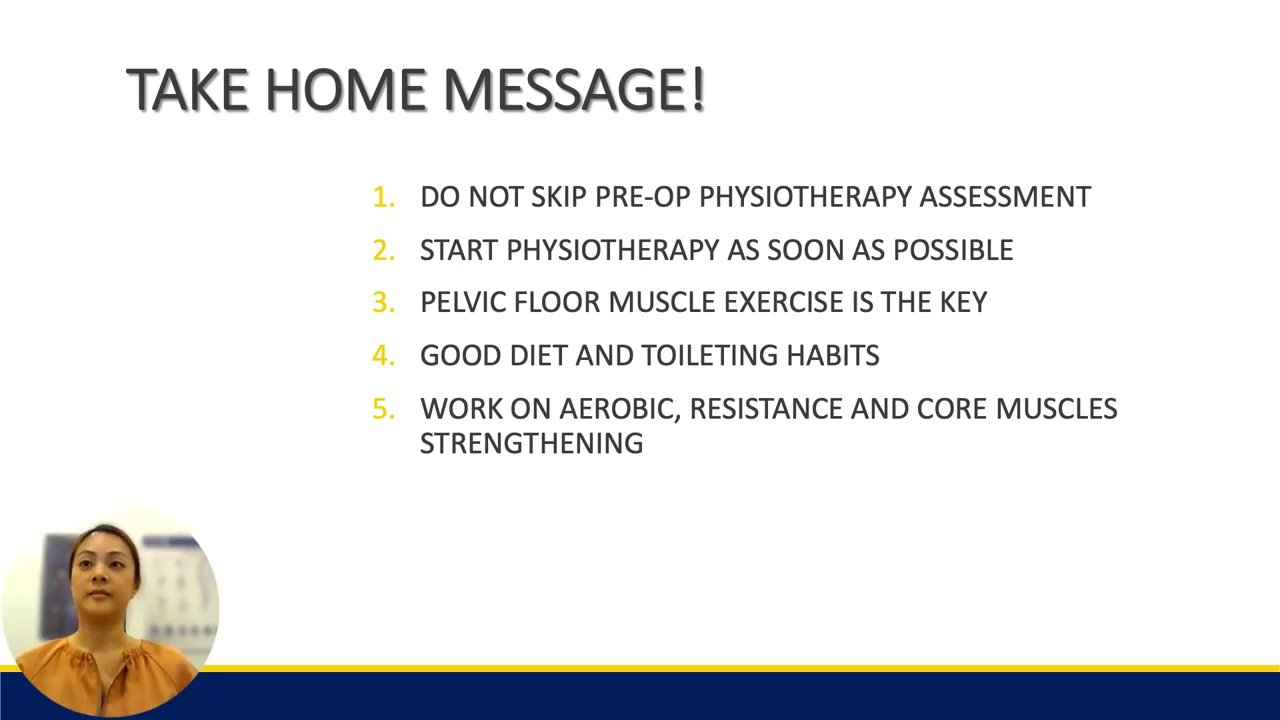 TAKE HOME MESSAGE!
1. DO NOT SKIP PRE-OP PHYSIOTHERAPY ASSESSMENT
2. START PHYSIOTHERAPY AS SOON AS POSSIBLE
3. PELVIC FLOOR MUSCLE EXERCISE IS THE KEY
4. GOOD DIET AND TOILETING HABITS
5. WORK ON AEROBIC, RESISTANCE AND CORE MUSCLES
STRENGTHENING